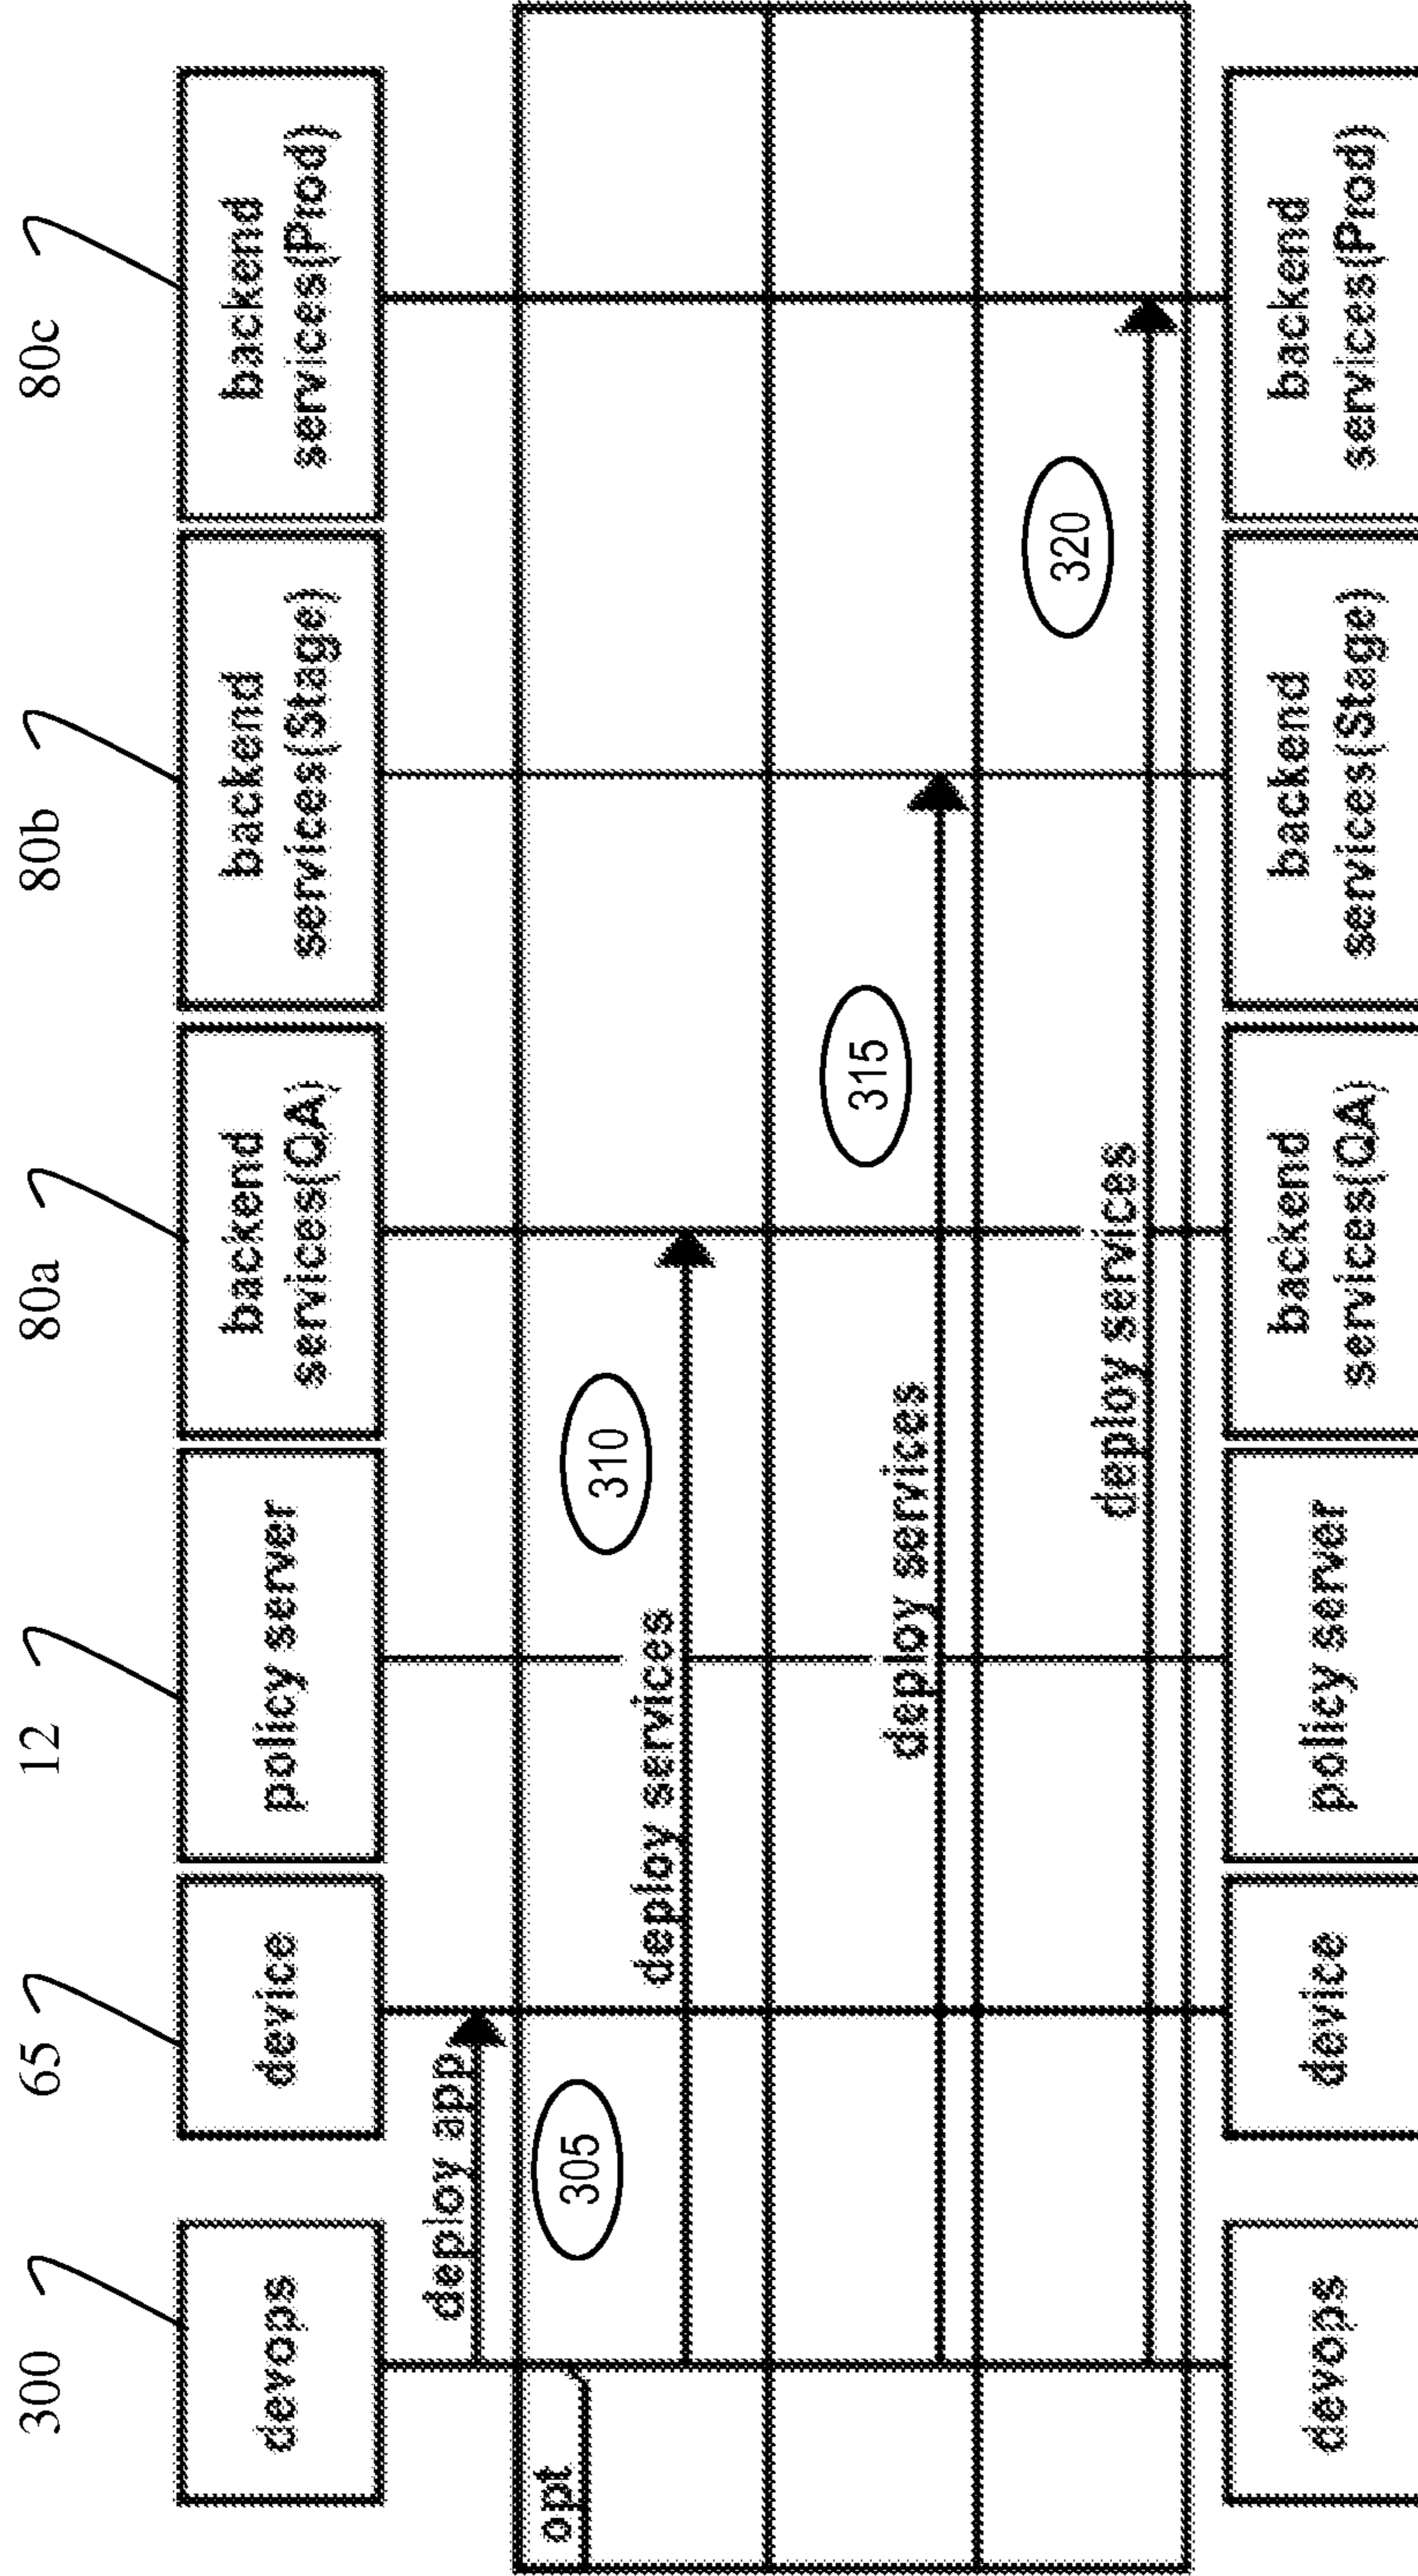 300
65
12
80a
80b
80c
devops
device
policy server
backend
services(QA)
backend
services(Stage)
backend
services(Prod)
deploy app
opt
305
310
deploy services
315
deploy services
320
deploy services
devops
device
policy server
backend
services(QA)
backend
services(Stage)
backend
services(Prod)